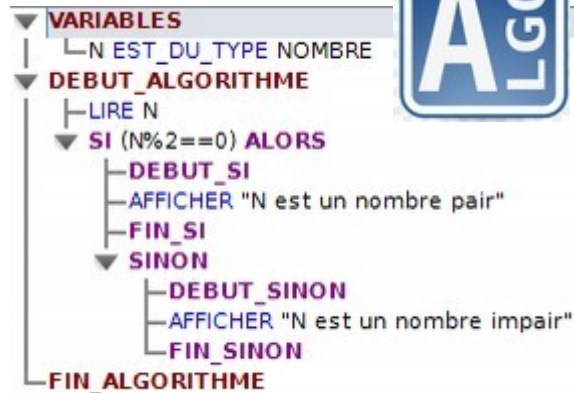 VARIABLES
N EST_DU_TYPE NOMBRE
DEBUT_ALGORITHME
LIRE N
SI (N%2==0) ALORS
DEBUT_SI
AFFICHER "N est un nombre pair"
FIN_SI
SINON
DEBUT_SINON
AFFICHER "N est un nombre impair"
FIN_SINON
FIN_ALGORITHME
A
LGO